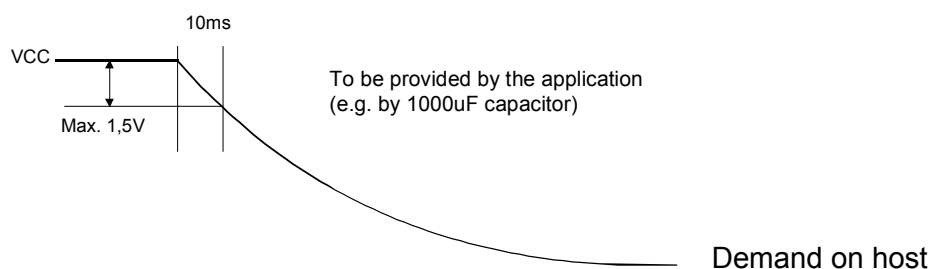 10ms
VCC
To be provided by the application
(e.g. by 1000uF capacitor)
Max. 1,5V
Demand on host